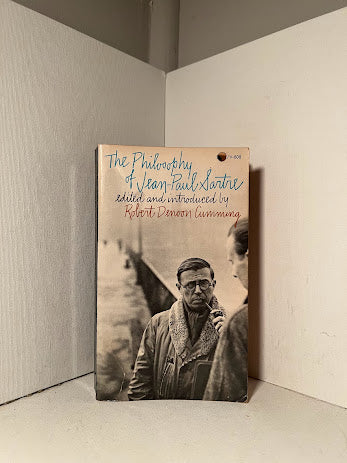 The Philosophy
of Jean-Paul Sartre
edited and introduced by
Robert Denoon Cumming